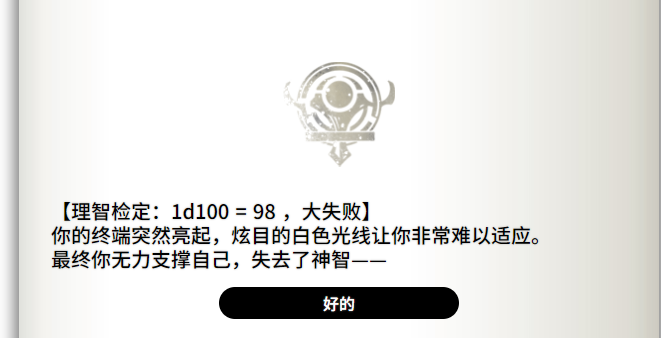 【理智检定：1d100 = 98 ，大失败】
你的终端突然亮起，炫目的白色光线让你非常难以适应。
最终你无力支撑自己，失去了神智——
好的